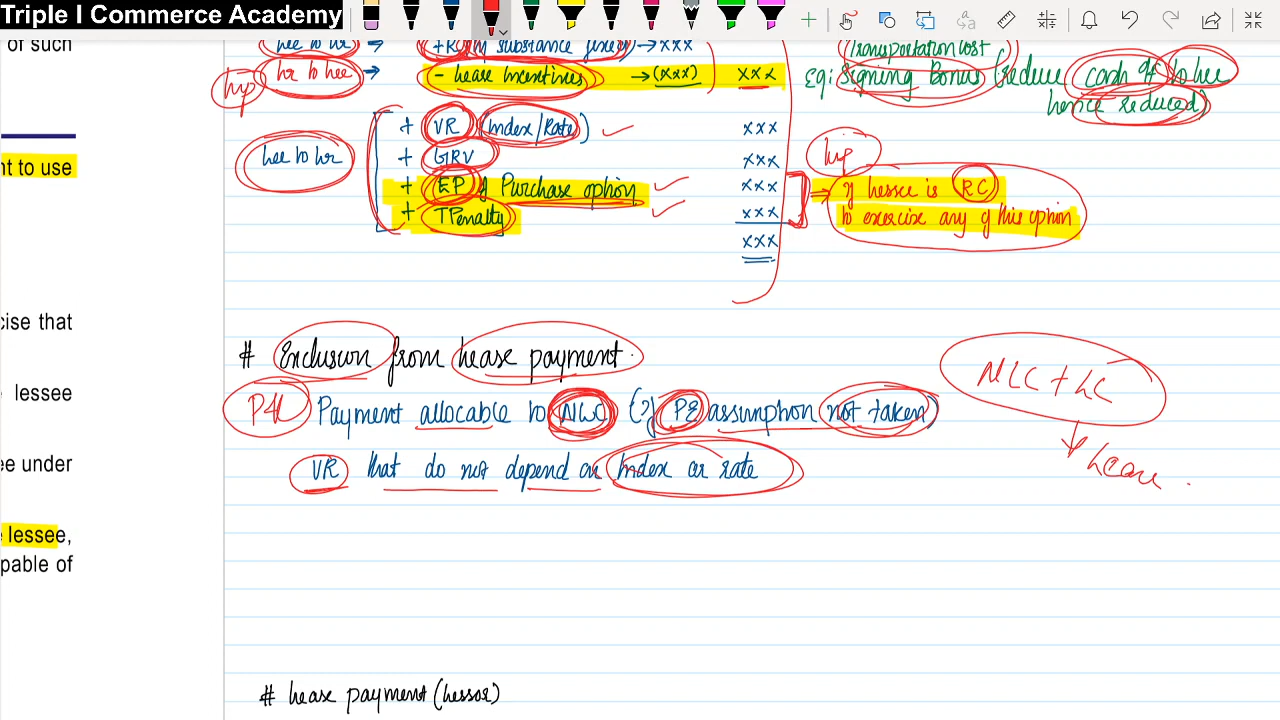 Triple I Commerce Academy
of such
lee to lr ⇒ substance fixed) → xxx
lr to lee → - lease Incentives → (xxx) xxx
Imp
Transportation cost
Eg: Signing Bonus (reduce cash of lessee
hence reduced)
nt to use
+ VR (Index/Rate) xxx
lee to lr + GRV xxx
+ EP of Purchase option xxx
+ TPenalty xxx
xxx
Imp
⇒ if lessee is RC
to exercise any of this option
cise that
# Exclusion from lease payment.
P4L Payment allocable to NLC (if PE assumption not taken)
NLC + LC
lease
lessee
VR that do not depend on Index or rate
ee under
lessee,
pable of
# lease payment (lessor)